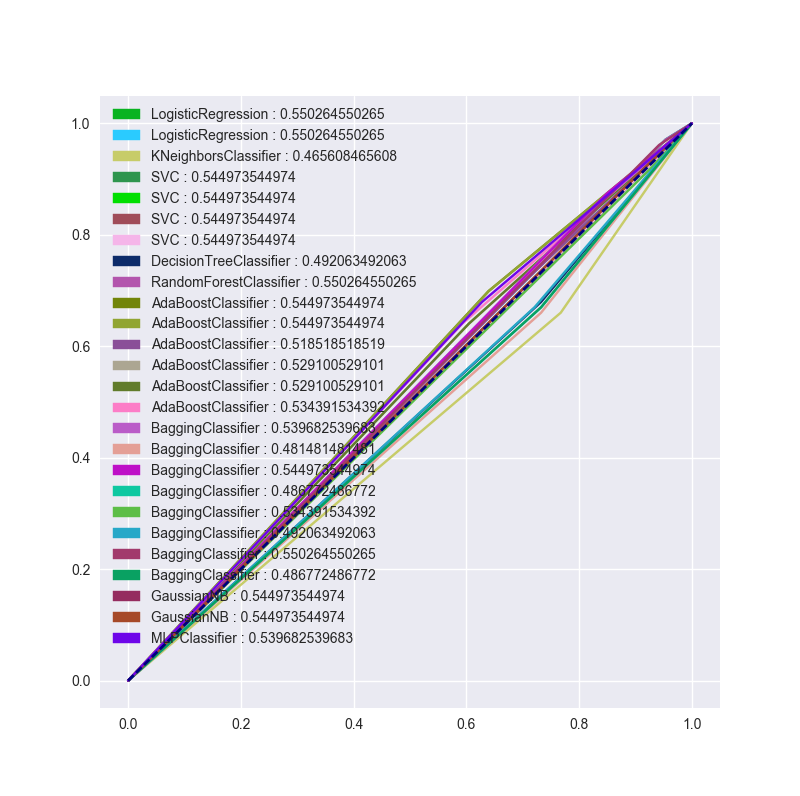 LogisticRegression : 0.550264550265
LogisticRegression : 0.550264550265
KNeighborsClassifier : 0.465608465608
SVC : 0.544973544974
SVC : 0.544973544974
SVC : 0.544973544974
SVC : 0.544973544974
DecisionTreeClassifier : 0.492063492063
RandomForestClassifier : 0.550264550265
AdaBoostClassifier : 0.544973544974
AdaBoostClassifier : 0.544973544974
AdaBoostClassifier : 0.518518518519
AdaBoostClassifier : 0.529100529101
AdaBoostClassifier : 0.529100529101
AdaBoostClassifier : 0.534391534392
BaggingClassifier : 0.539682539683
BaggingClassifier : 0.481481481481
BaggingClassifier : 0.544973544974
BaggingClassifier : 0.486772486772
BaggingClassifier : 0.534391534392
BaggingClassifier : 0.492063492063
BaggingClassifier : 0.550264550265
BaggingClassifier : 0.486772486772
GaussianNB : 0.544973544974
GaussianNB : 0.544973544974
MLPClassifier : 0.539682539683
1.0
0.8
0.6
0.4
0.2
0.0
0.0 0.2 0.4 0.6 0.8 1.0